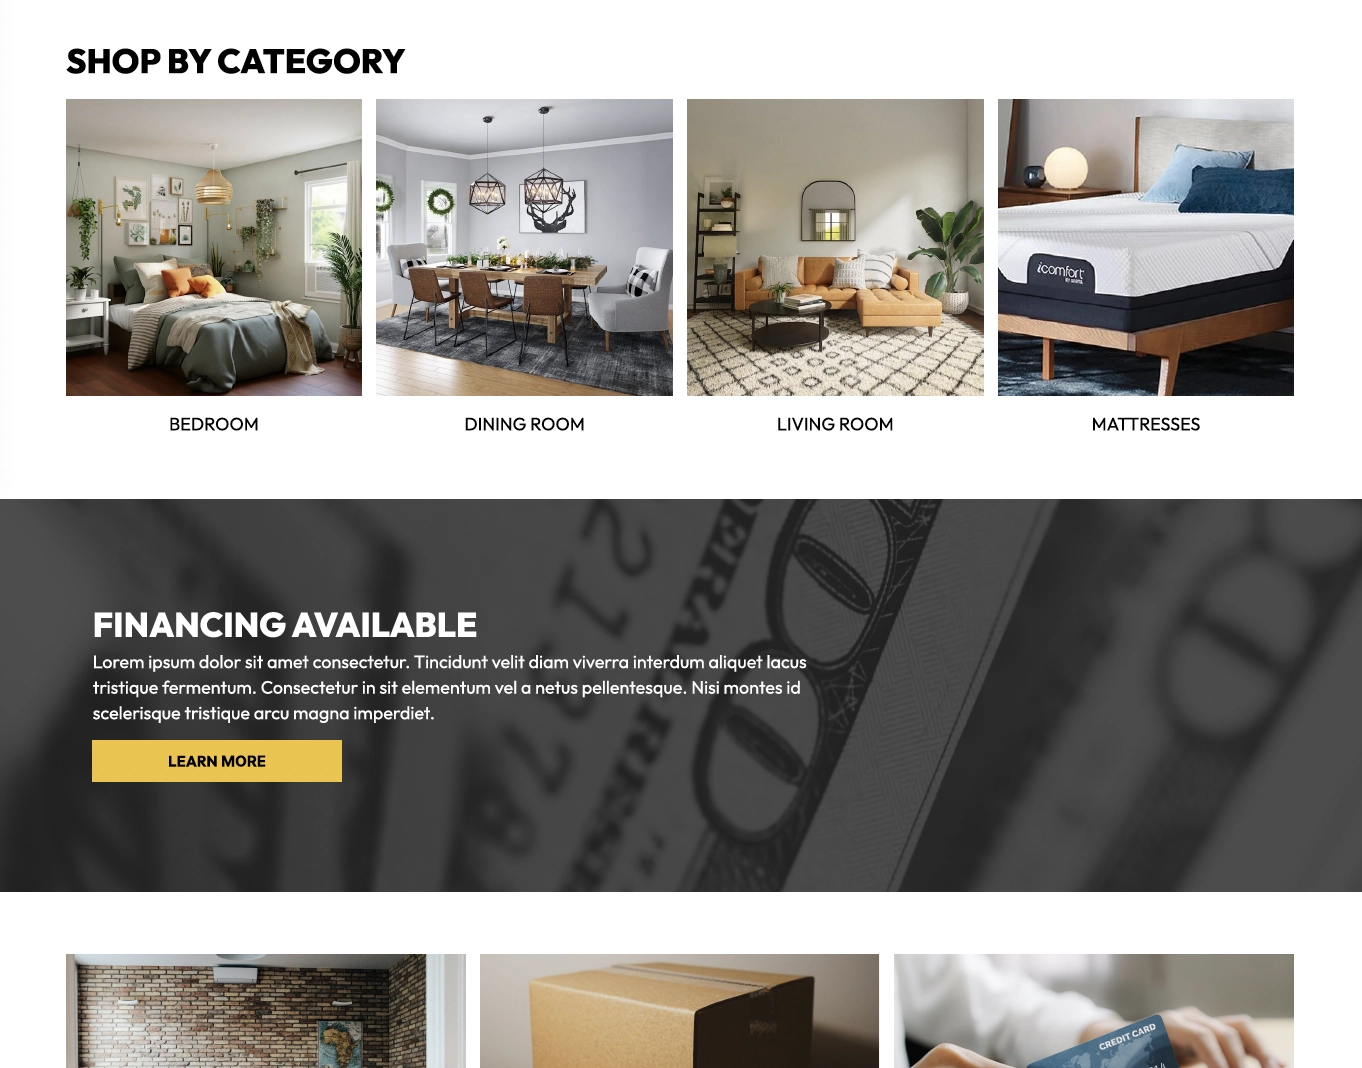 SHOP BY CATEGORY
icomfort
BY SERTA
BEDROOM
DINING ROOM
LIVING ROOM
MATTRESSES
FINANCING AVAILABLE
Lorem ipsum dolor sit amet consectetur. Tincidunt velit diam viverra interdum aliquet lacus
tristique fermentum. Consectetur in sit elementum vel a netus pellentesque. Nisi montes id
scelerisque tristique arcu magna imperdiet.
LEARN MORE
CREDIT CARD